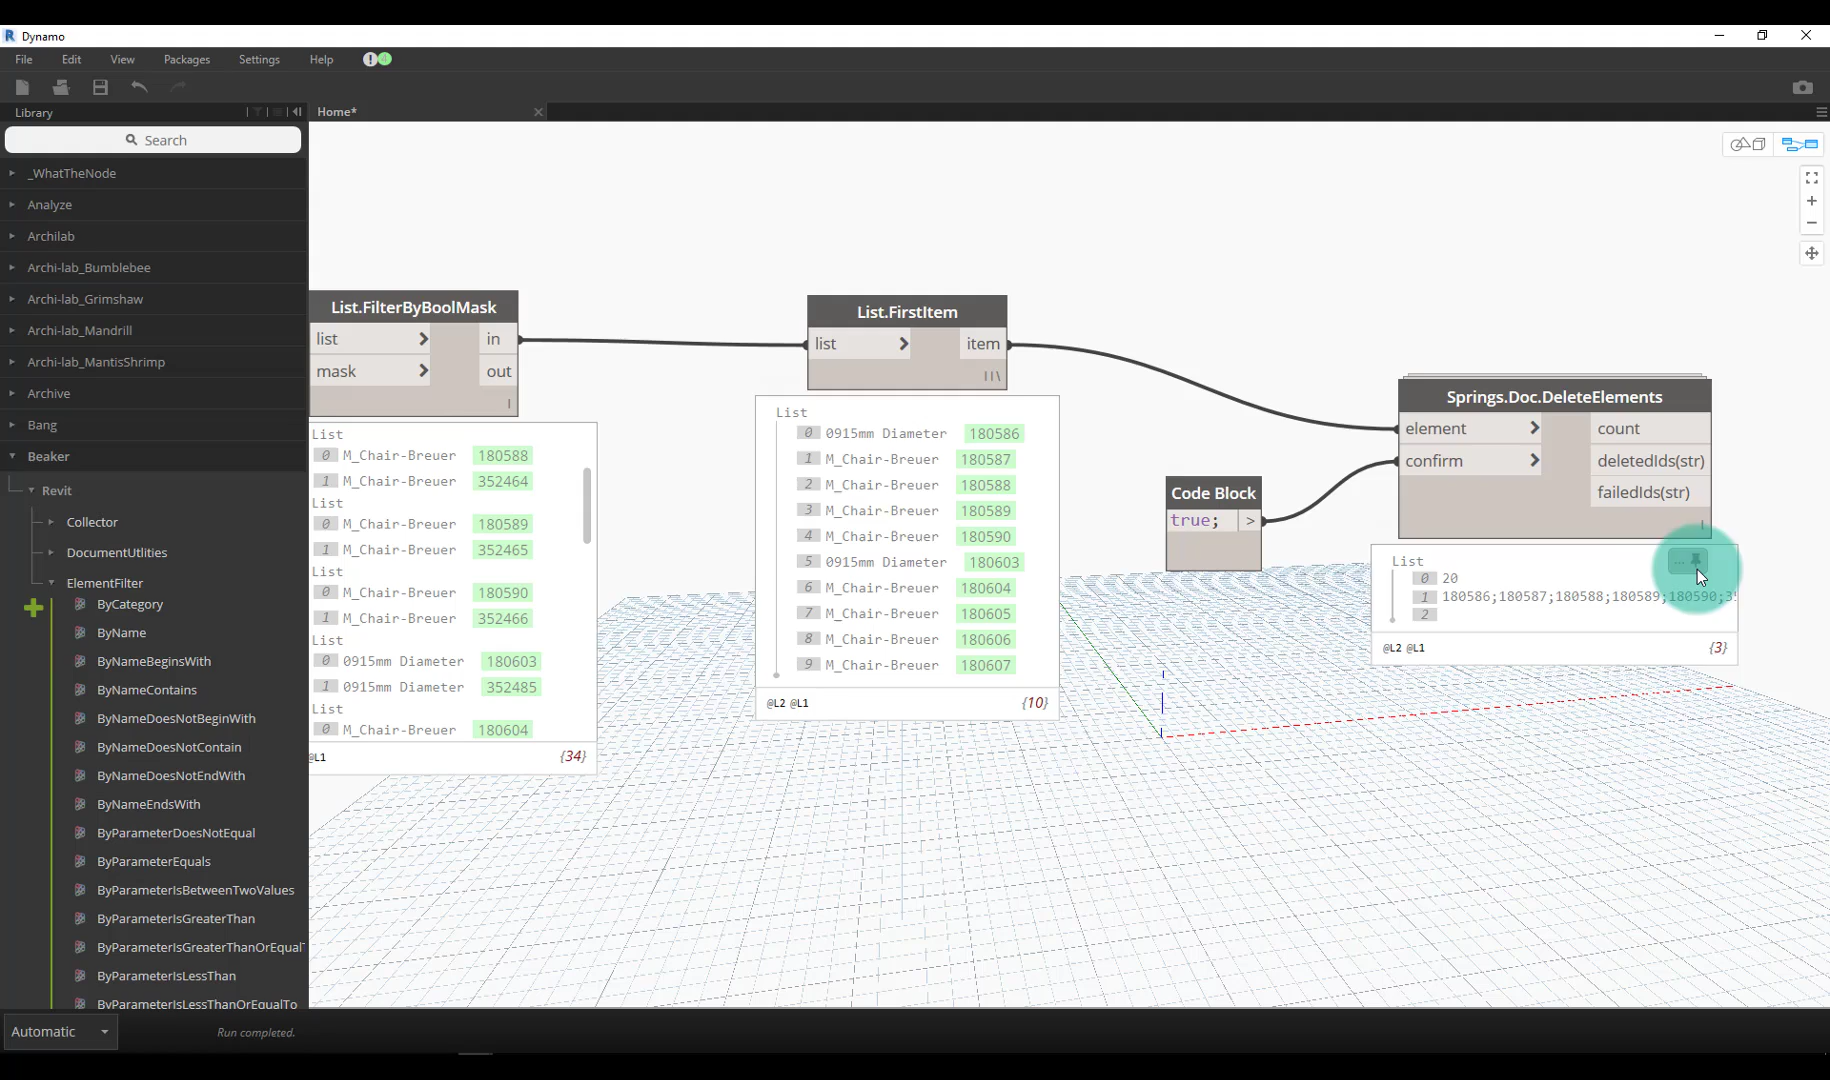 Dynamo
File Edit View Packages Settings Help
Library
Home*
Search
_WhatTheNode
Analyze
Archilab
Archi-lab_Bumblebee
Archi-lab_Grimshaw
Archi-lab_Mandrill
Archi-lab_MantisShrimp
Archive
Bang
Beaker
Revit
Collector
DocumentUtlities
ElementFilter
ByCategory
ByName
ByNameBeginsWith
ByNameContains
ByNameDoesNotBeginWith
ByNameDoesNotContain
ByNameDoesNotEndWith
ByNameEndsWith
ByParameterDoesNotEqual
ByParameterEquals
ByParameterIsBetweenTwoValues
ByParameterIsGreaterThan
ByParameterIsGreaterThanOrEqual
ByParameterIsLessThan
ByParameterIsLessThanOrEqualTo
Automatic
Run completed.
List.FilterByBoolMask
list > in
mask > out
|
List
0 M_Chair-Breuer 180588
1 M_Chair-Breuer 352464
List
0 M_Chair-Breuer 180589
1 M_Chair-Breuer 352465
List
0 M_Chair-Breuer 180590
1 M_Chair-Breuer 352466
List
0 0915mm Diameter 180603
1 0915mm Diameter 352485
List
0 M_Chair-Breuer 180604
@L1 {34}
List.FirstItem
list > item
||\
List
0 0915mm Diameter 180586
1 M_Chair-Breuer 180587
2 M_Chair-Breuer 180588
3 M_Chair-Breuer 180589
4 M_Chair-Breuer 180590
5 0915mm Diameter 180603
6 M_Chair-Breuer 180604
7 M_Chair-Breuer 180605
8 M_Chair-Breuer 180606
9 M_Chair-Breuer 180607
@L2 @L1 {10}
Code Block
true; >
Springs.Doc.DeleteElements
element > count
confirm > deletedIds(str)
failedIds(str)
|
List
0 20
1 180586;180587;180588;180589;180590;
2
@L2 @L1 {3}